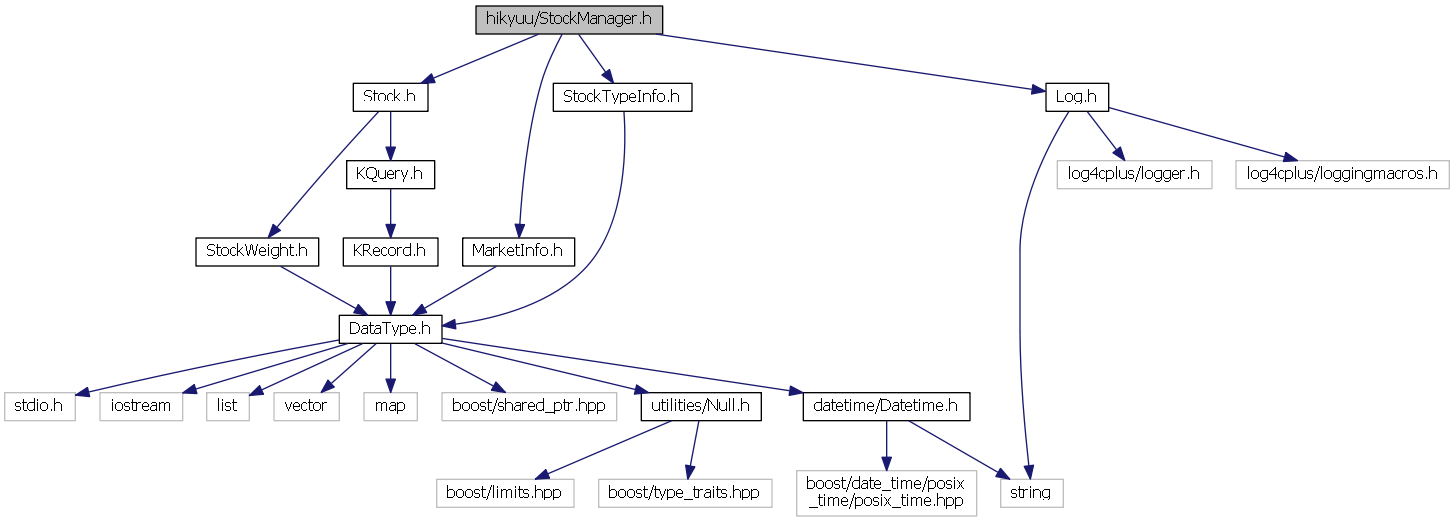 hikyuu/StockManager.h
Stock.h
StockTypeInfo.h
Log.h
KQuery.h
log4cplus/logger.h
log4cplus/loggingmacros.h
StockWeight.h
KRecord.h
MarketInfo.h
DataType.h
stdio.h
iostream
list
vector
map
boost/shared_ptr.hpp
utilities/Null.h
datetime/Datetime.h
boost/limits.hpp
boost/type_traits.hpp
boost/date_time/posix
_time/posix_time.hpp
string